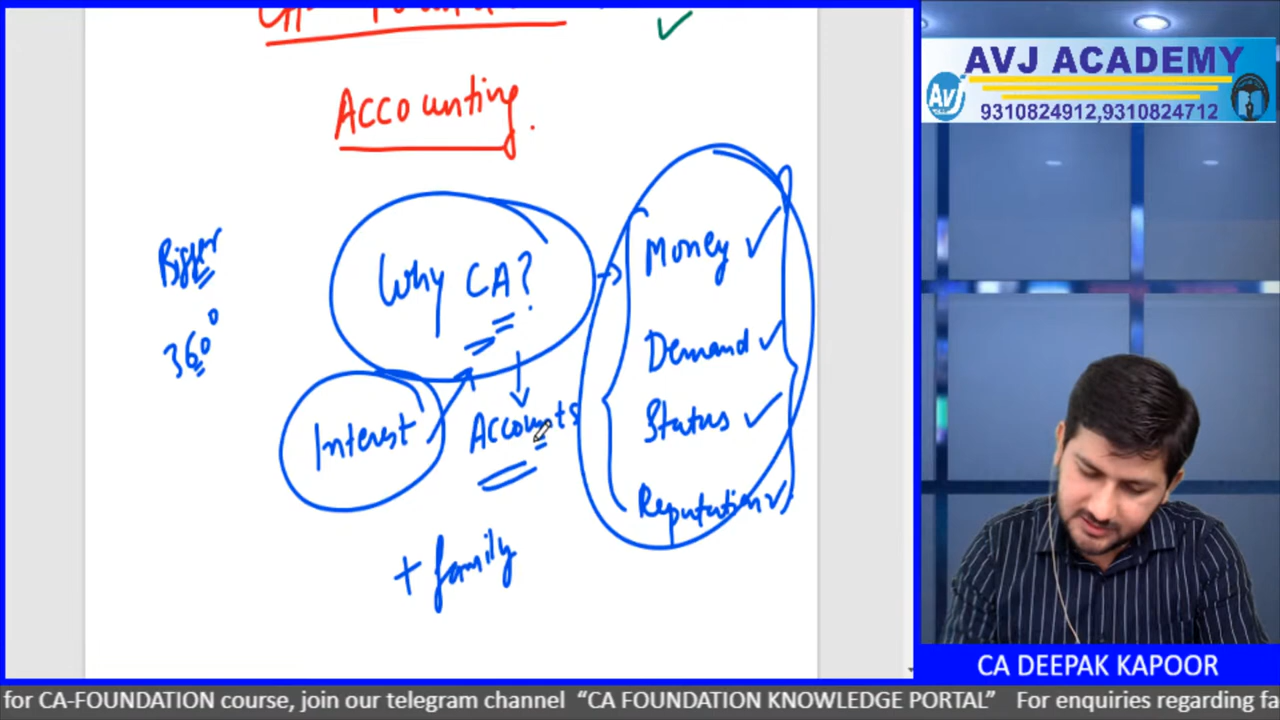 Accounting.
Bigger
360°
Why CA?
Interest
Accounts
+ family
Money ✓
Demand ✓
Status ✓
Reputation ✓
AVJ ACADEMY
AVJ
9310824912,9310824712
CA DEEPAK KAPOOR
for CA-FOUNDATION course, join our telegram channel “CA FOUNDATION KNOWLEDGE PORTAL” For enquiries regarding fa